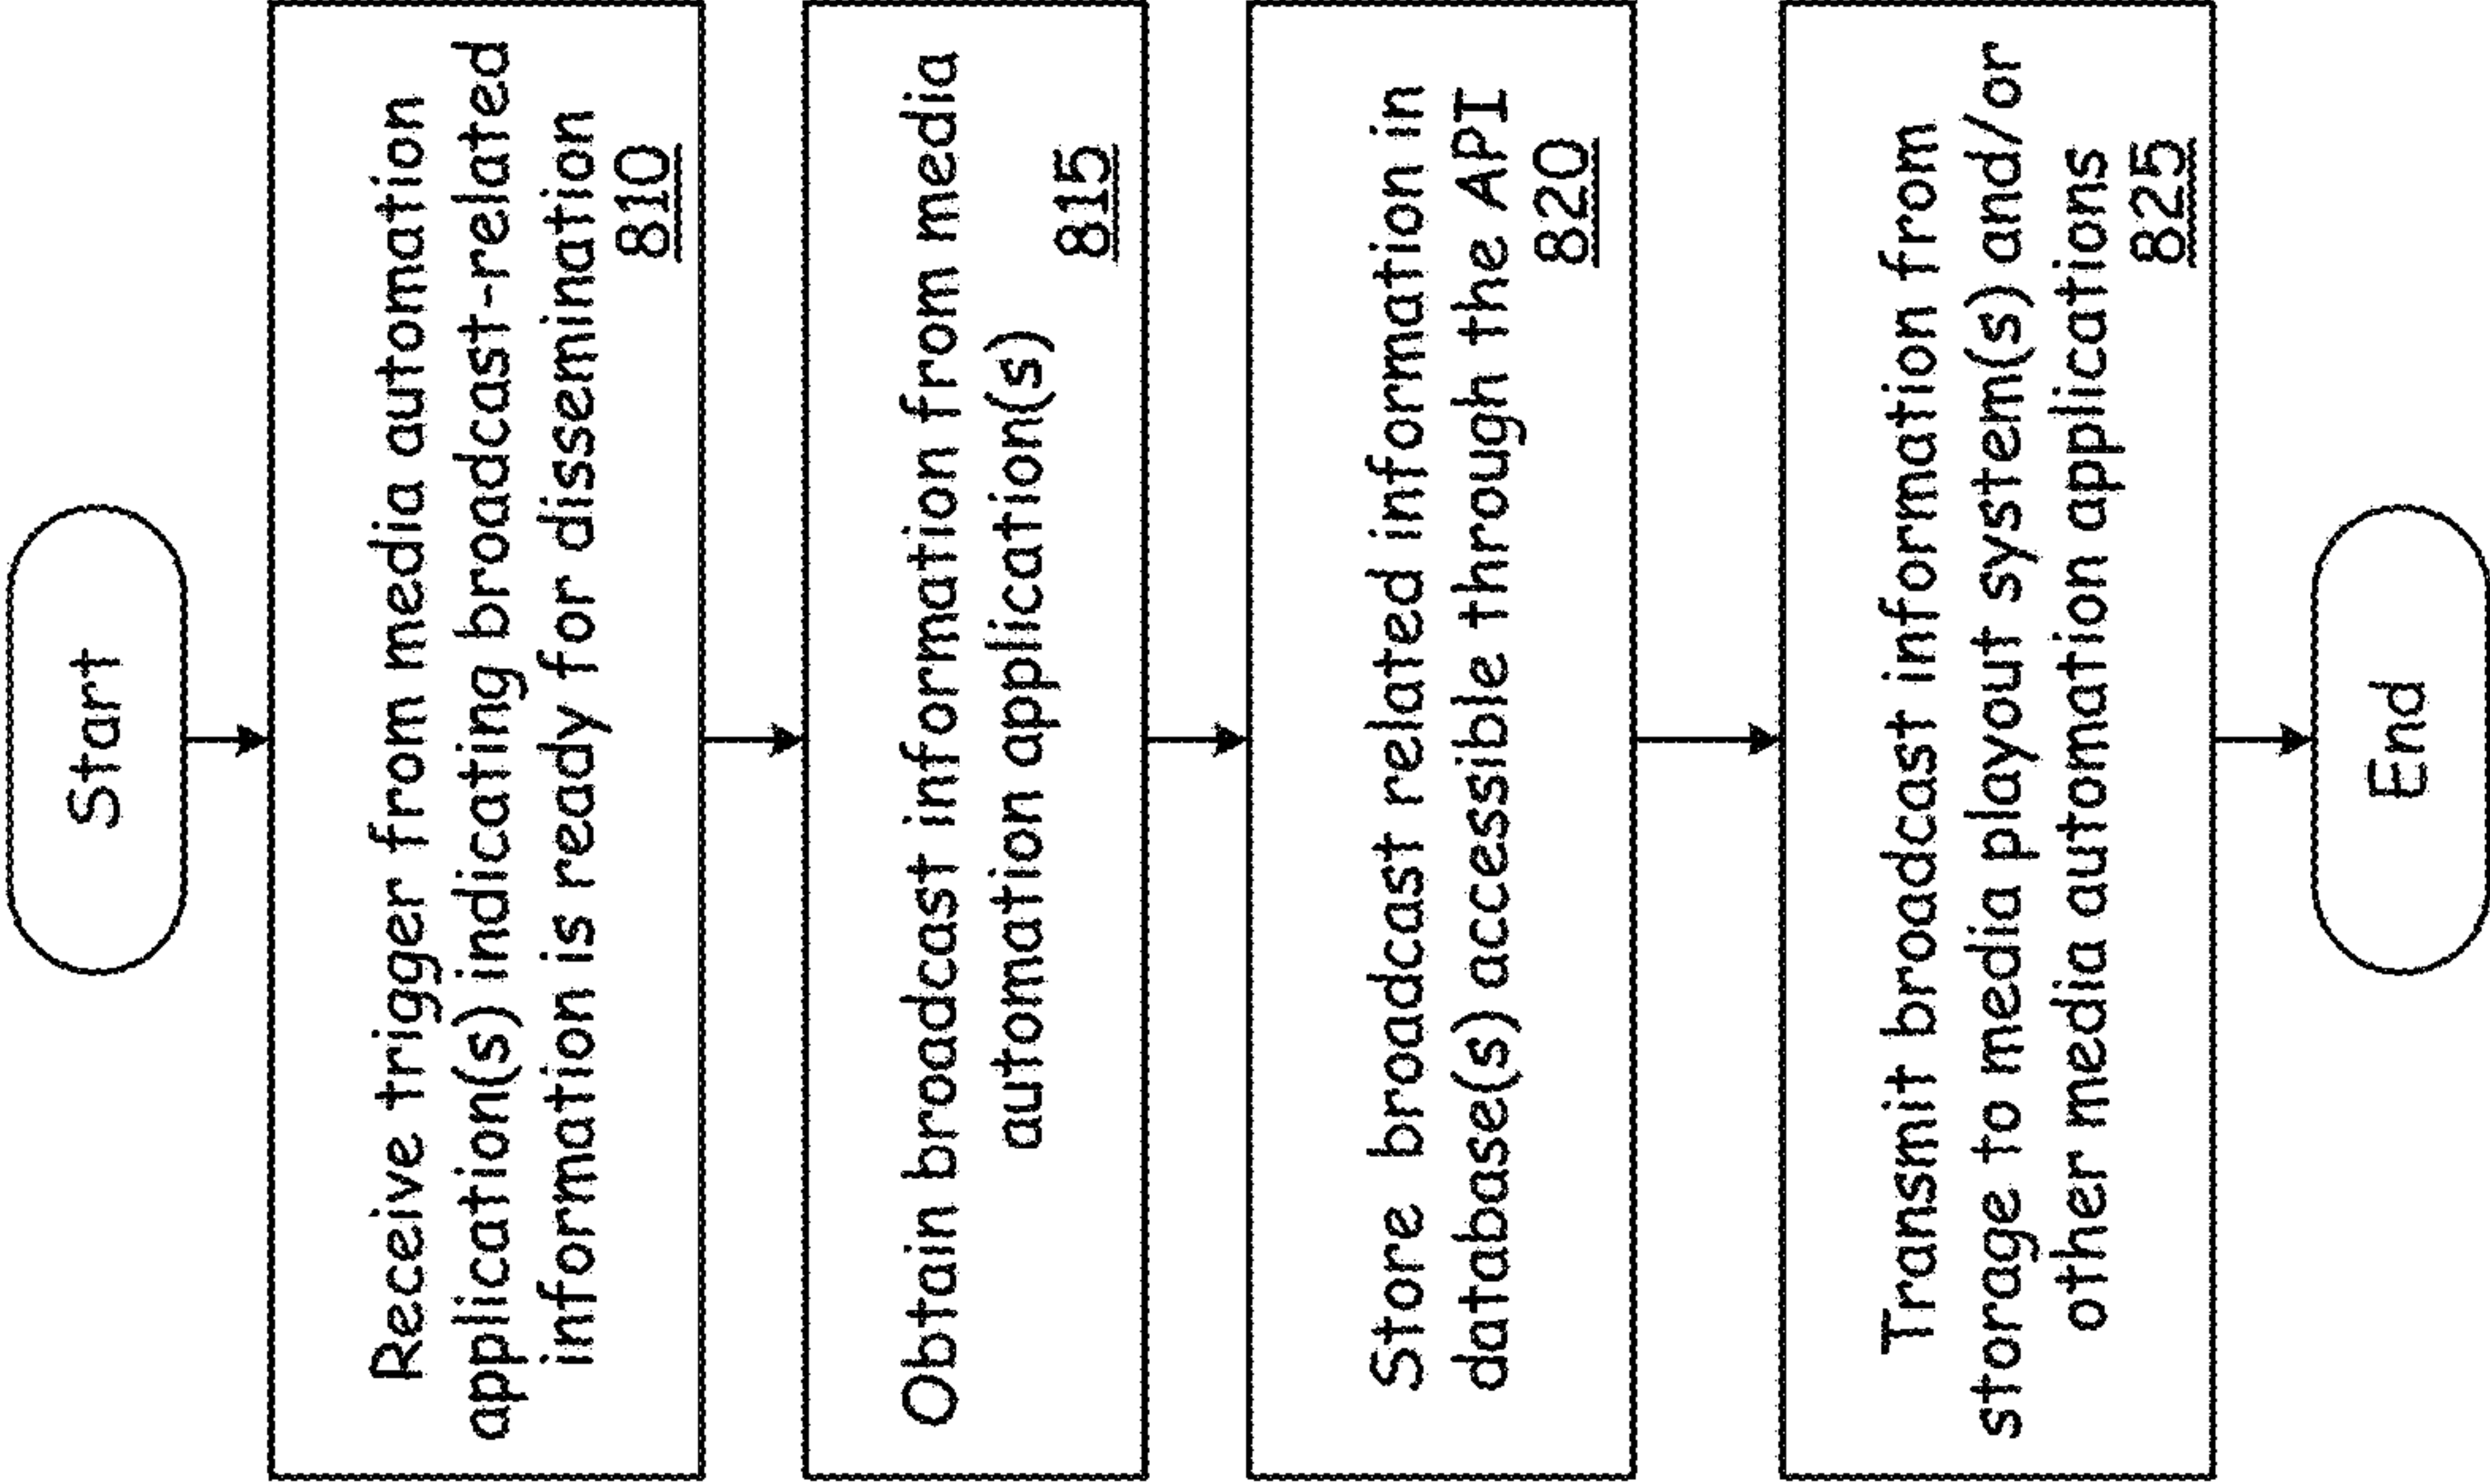 Start
Receive trigger from media automation
application(s) indicating broadcast-related
information is ready for dissemination
810
Obtain broadcast information from media
automation application(s)
815
Store broadcast related information in
database(s) accessible through the API
820
Transmit broadcast information from
storage to media playout system(s) and/or
other media automation applications
825
End